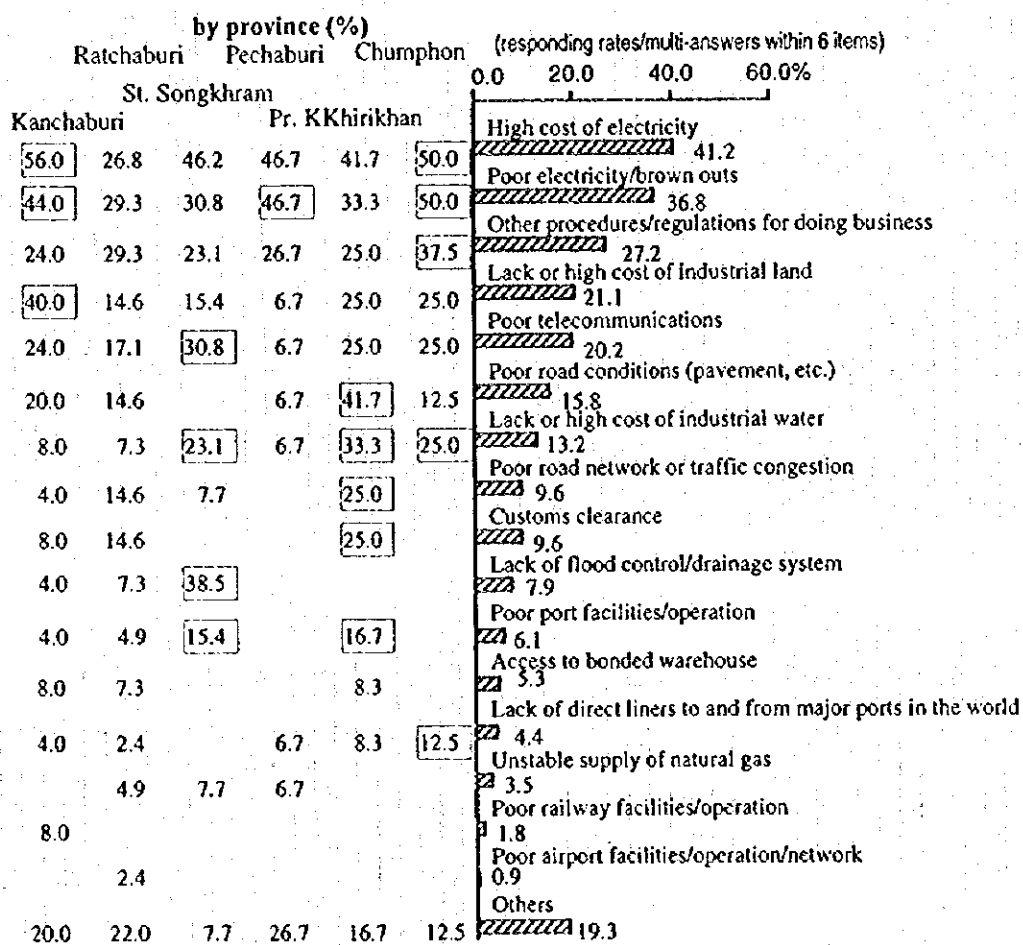 by province (%)
Ratchaburi Pechaburi Chumphon
(responding rates/multi-answers within 6 items)
0.0 20.0 40.0 60.0%
St. Songkhram
Kanchaburi Pr. KKhirikhan
High cost of electricity
56.0 26.8 46.2 46.7 41.7 50.0 41.2
Poor electricity/brown outs
44.0 29.3 30.8 46.7 33.3 50.0 36.8
Other procedures/regulations for doing business
24.0 29.3 23.1 26.7 25.0 37.5 27.2
Lack or high cost of industrial land
40.0 14.6 15.4 6.7 25.0 25.0 21.1
Poor telecommunications
24.0 17.1 30.8 6.7 25.0 25.0 20.2
Poor road conditions (pavement, etc.)
20.0 14.6 6.7 41.7 12.5 15.8
Lack or high cost of industrial water
8.0 7.3 23.1 6.7 33.3 25.0 13.2
Poor road network or traffic congestion
4.0 14.6 7.7 25.0 9.6
Customs clearance
8.0 14.6 25.0 9.6
Lack of flood control/drainage system
4.0 7.3 38.5 7.9
Poor port facilities/operation
4.0 4.9 15.4 16.7 6.1
Access to bonded warehouse
8.0 7.3 8.3 5.3
Lack of direct liners to and from major ports in the world
4.0 2.4 6.7 8.3 12.5 4.4
Unstable supply of natural gas
4.9 7.7 6.7 3.5
Poor railway facilities/operation
8.0 1.8
Poor airport facilities/operation/network
2.4 0.9
Others
20.0 22.0 7.7 26.7 16.7 12.5 19.3